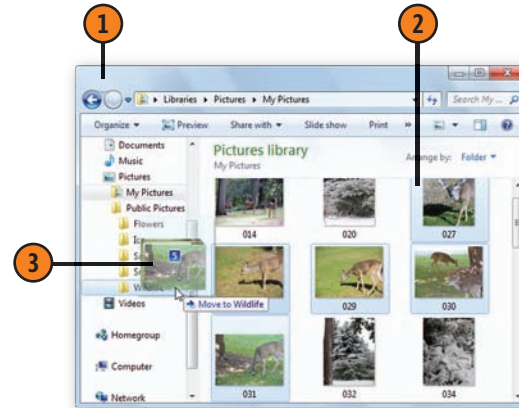 1
2
Libraries ▸ Pictures ▸ My Pictures
Search My ...
Organize Preview Share with Slide show Print »
Documents
Music
Pictures
My Pictures
Public Pictures
Flowers
Videos
Homegroup
Computer
Network
Pictures library
My Pictures
Arrange by: Folder
014 020 027
3
5
Move to Wildlife
029 030
031 032 034